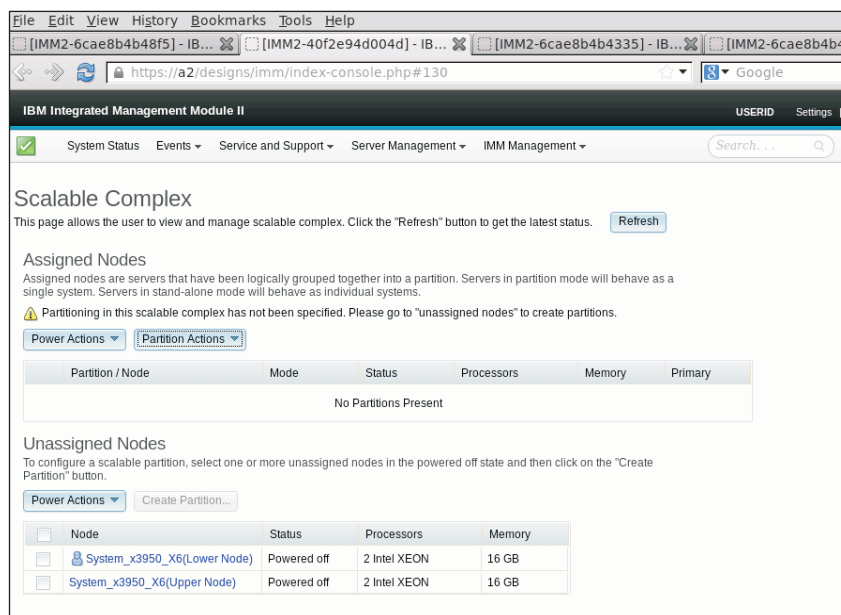 File Edit View History Bookmarks Tools Help
[IMM2-6cae8b4b48f5] - IB... [IMM2-40f2e94d004d] - IB... [IMM2-6cae8b4b4335] - IB... [IMM2-6cae8b4b4
https://a2/designs/imm/index-console.php#130 Google
IBM Integrated Management Module II USERID Settings
System Status Events Service and Support Server Management IMM Management Search...
Scalable Complex
This page allows the user to view and manage scalable complex. Click the "Refresh" button to get the latest status. Refresh
Assigned Nodes
Assigned nodes are servers that have been logically grouped together into a partition. Servers in partition mode will behave as a
single system. Servers in stand-alone mode will behave as individual systems.
Partitioning in this scalable complex has not been specified. Please go to "unassigned nodes" to create partitions.
Power Actions Partition Actions
Partition / Node Mode Status Processors Memory Primary
No Partitions Present
Unassigned Nodes
To configure a scalable partition, select one or more unassigned nodes in the powered off state and then click on the "Create
Partition" button.
Power Actions Create Partition...
Node Status Processors Memory
System_x3950_X6(Lower Node) Powered off 2 Intel XEON 16 GB
System_x3950_X6(Upper Node) Powered off 2 Intel XEON 16 GB